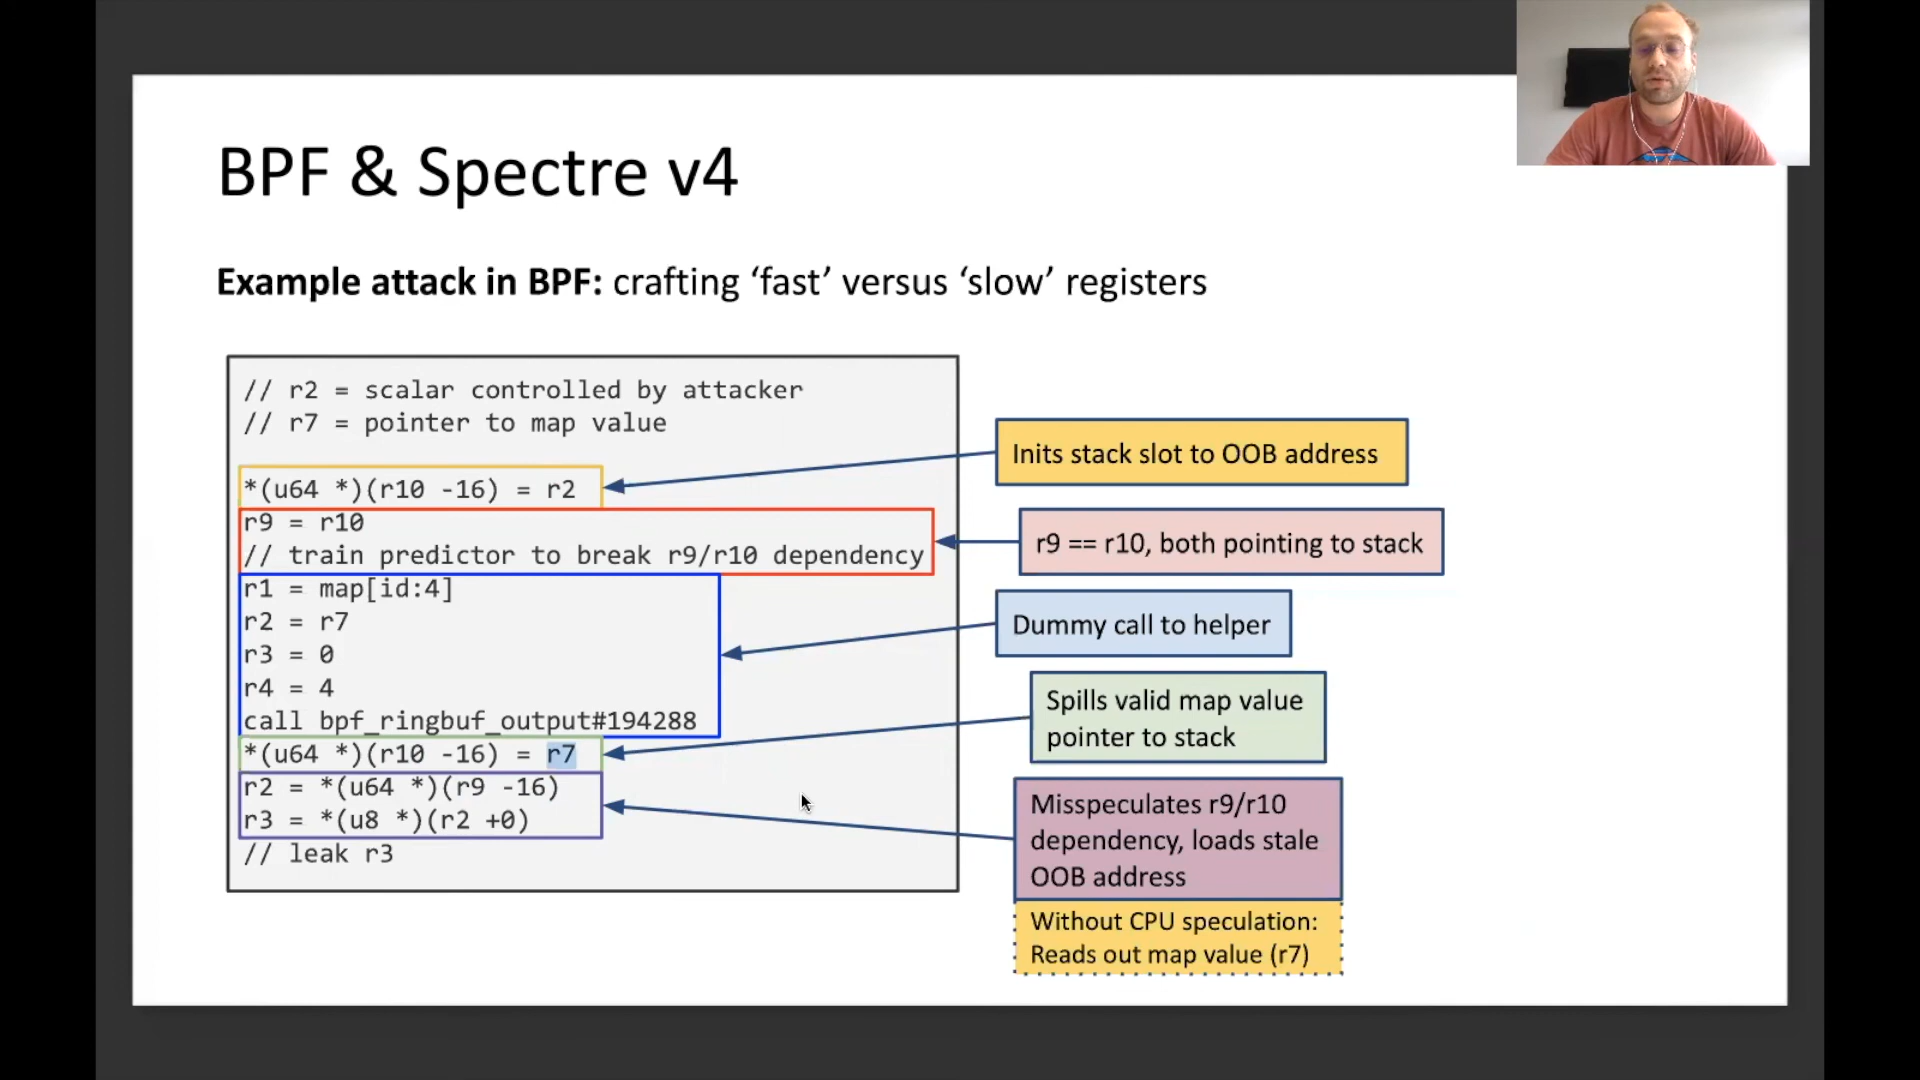 BPF & Spectre v4
Example attack in BPF: crafting ‘fast’ versus ‘slow’ registers
// r2 = scalar controlled by attacker
// r7 = pointer to map value
*(u64 *)(r10 -16) = r2
r9 = r10
// train predictor to break r9/r10 dependency
r1 = map[id:4]
r2 = r7
r3 = 0
r4 = 4
call bpf_ringbuf_output#194288
*(u64 *)(r10 -16) = r7
r2 = *(u64 *)(r9 -16)
r3 = *(u8 *)(r2 +0)
// leak r3
Inits stack slot to OOB address
r9 == r10, both pointing to stack
Dummy call to helper
Spills valid map value
pointer to stack
Misspeculates r9/r10
dependency, loads stale
OOB address
Without CPU speculation:
Reads out map value (r7)